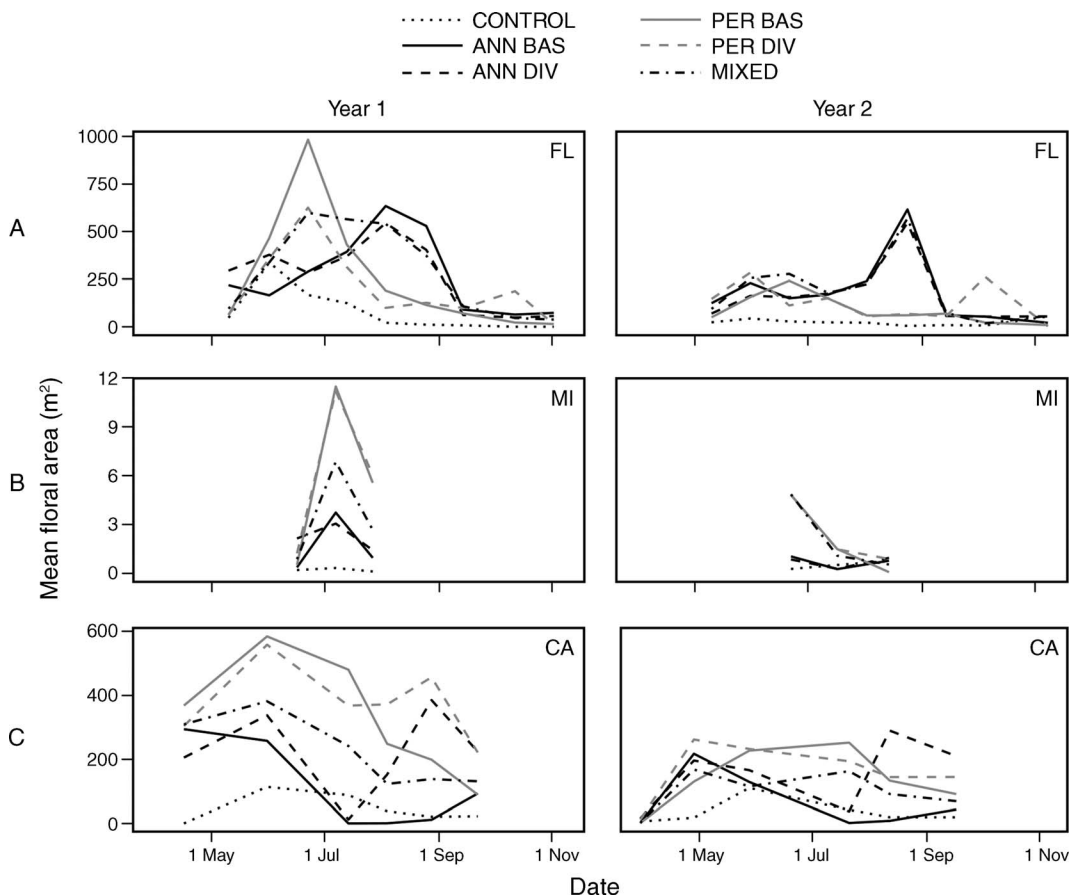 CONTROL
ANN BAS
ANN DIV
PER BAS
PER DIV
MIXED
Year 1
Year 2
A
1000
750
500
250
0
FL
FL
Mean floral area (m²)
B
12
9
6
3
0
MI
MI
C
600
400
200
0
CA
CA
1 May
1 Jul
1 Sep
1 Nov
1 May
1 Jul
1 Sep
1 Nov
Date